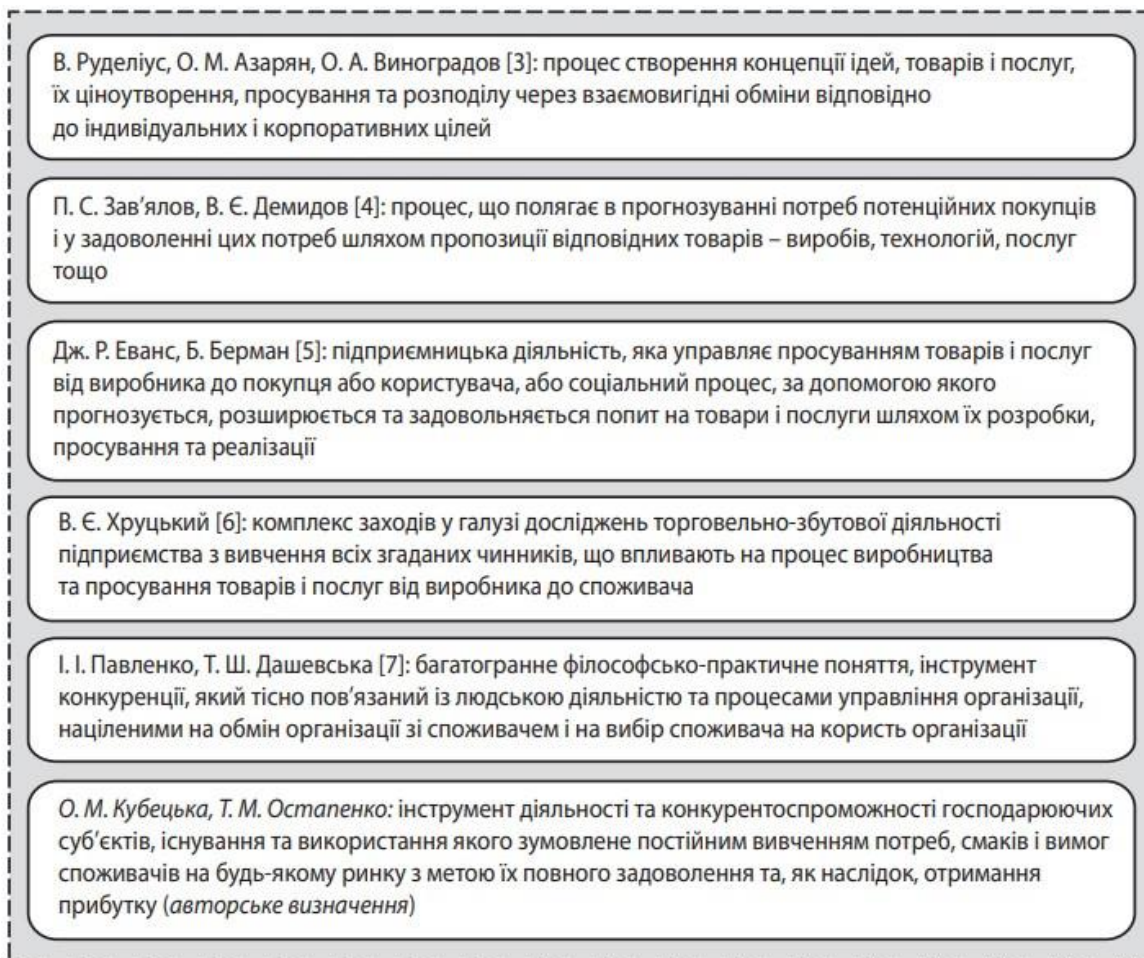 В. Руделіус, О. М. Азарян, О. А. Виноградов [3]: процес створення концепції ідей, товарів і послуг,
їх ціноутворення, просування та розподілу через взаємовигідні обміни відповідно
до індивідуальних і корпоративних цілей
П. С. Зав’ялов, В. Є. Демидов [4]: процес, що полягає в прогнозуванні потреб потенційних покупців
і у задоволенні цих потреб шляхом пропозиції відповідних товарів – виробів, технологій, послуг
тощо
Дж. Р. Еванс, Б. Берман [5]: підприємницька діяльність, яка управляє просуванням товарів і послуг
від виробника до покупця або користувача, або соціальний процес, за допомогою якого
прогнозується, розширюється та задовольняється попит на товари і послуги шляхом їх розробки,
просування та реалізації
В. Є. Хруцький [6]: комплекс заходів у галузі досліджень торговельно-збутової діяльності
підприємства з вивчення всіх згаданих чинників, що впливають на процес виробництва
та просування товарів і послуг від виробника до споживача
І. І. Павленко, Т. Ш. Дашевська [7]: багатогранне філософсько-практичне поняття, інструмент
конкуренції, який тісно пов’язаний із людською діяльністю та процесами управління організації,
націленими на обмін організації зі споживачем і на вибір споживача на користь організації
О. М. Кубецька, Т. М. Остапенко: інструмент діяльності та конкурентоспроможності господарюючих
суб’єктів, існування та використання якого зумовлене постійним вивченням потреб, смаків і вимог
споживачів на будь-якому ринку з метою їх повного задоволення та, як наслідок, отримання
прибутку (авторське визначення)